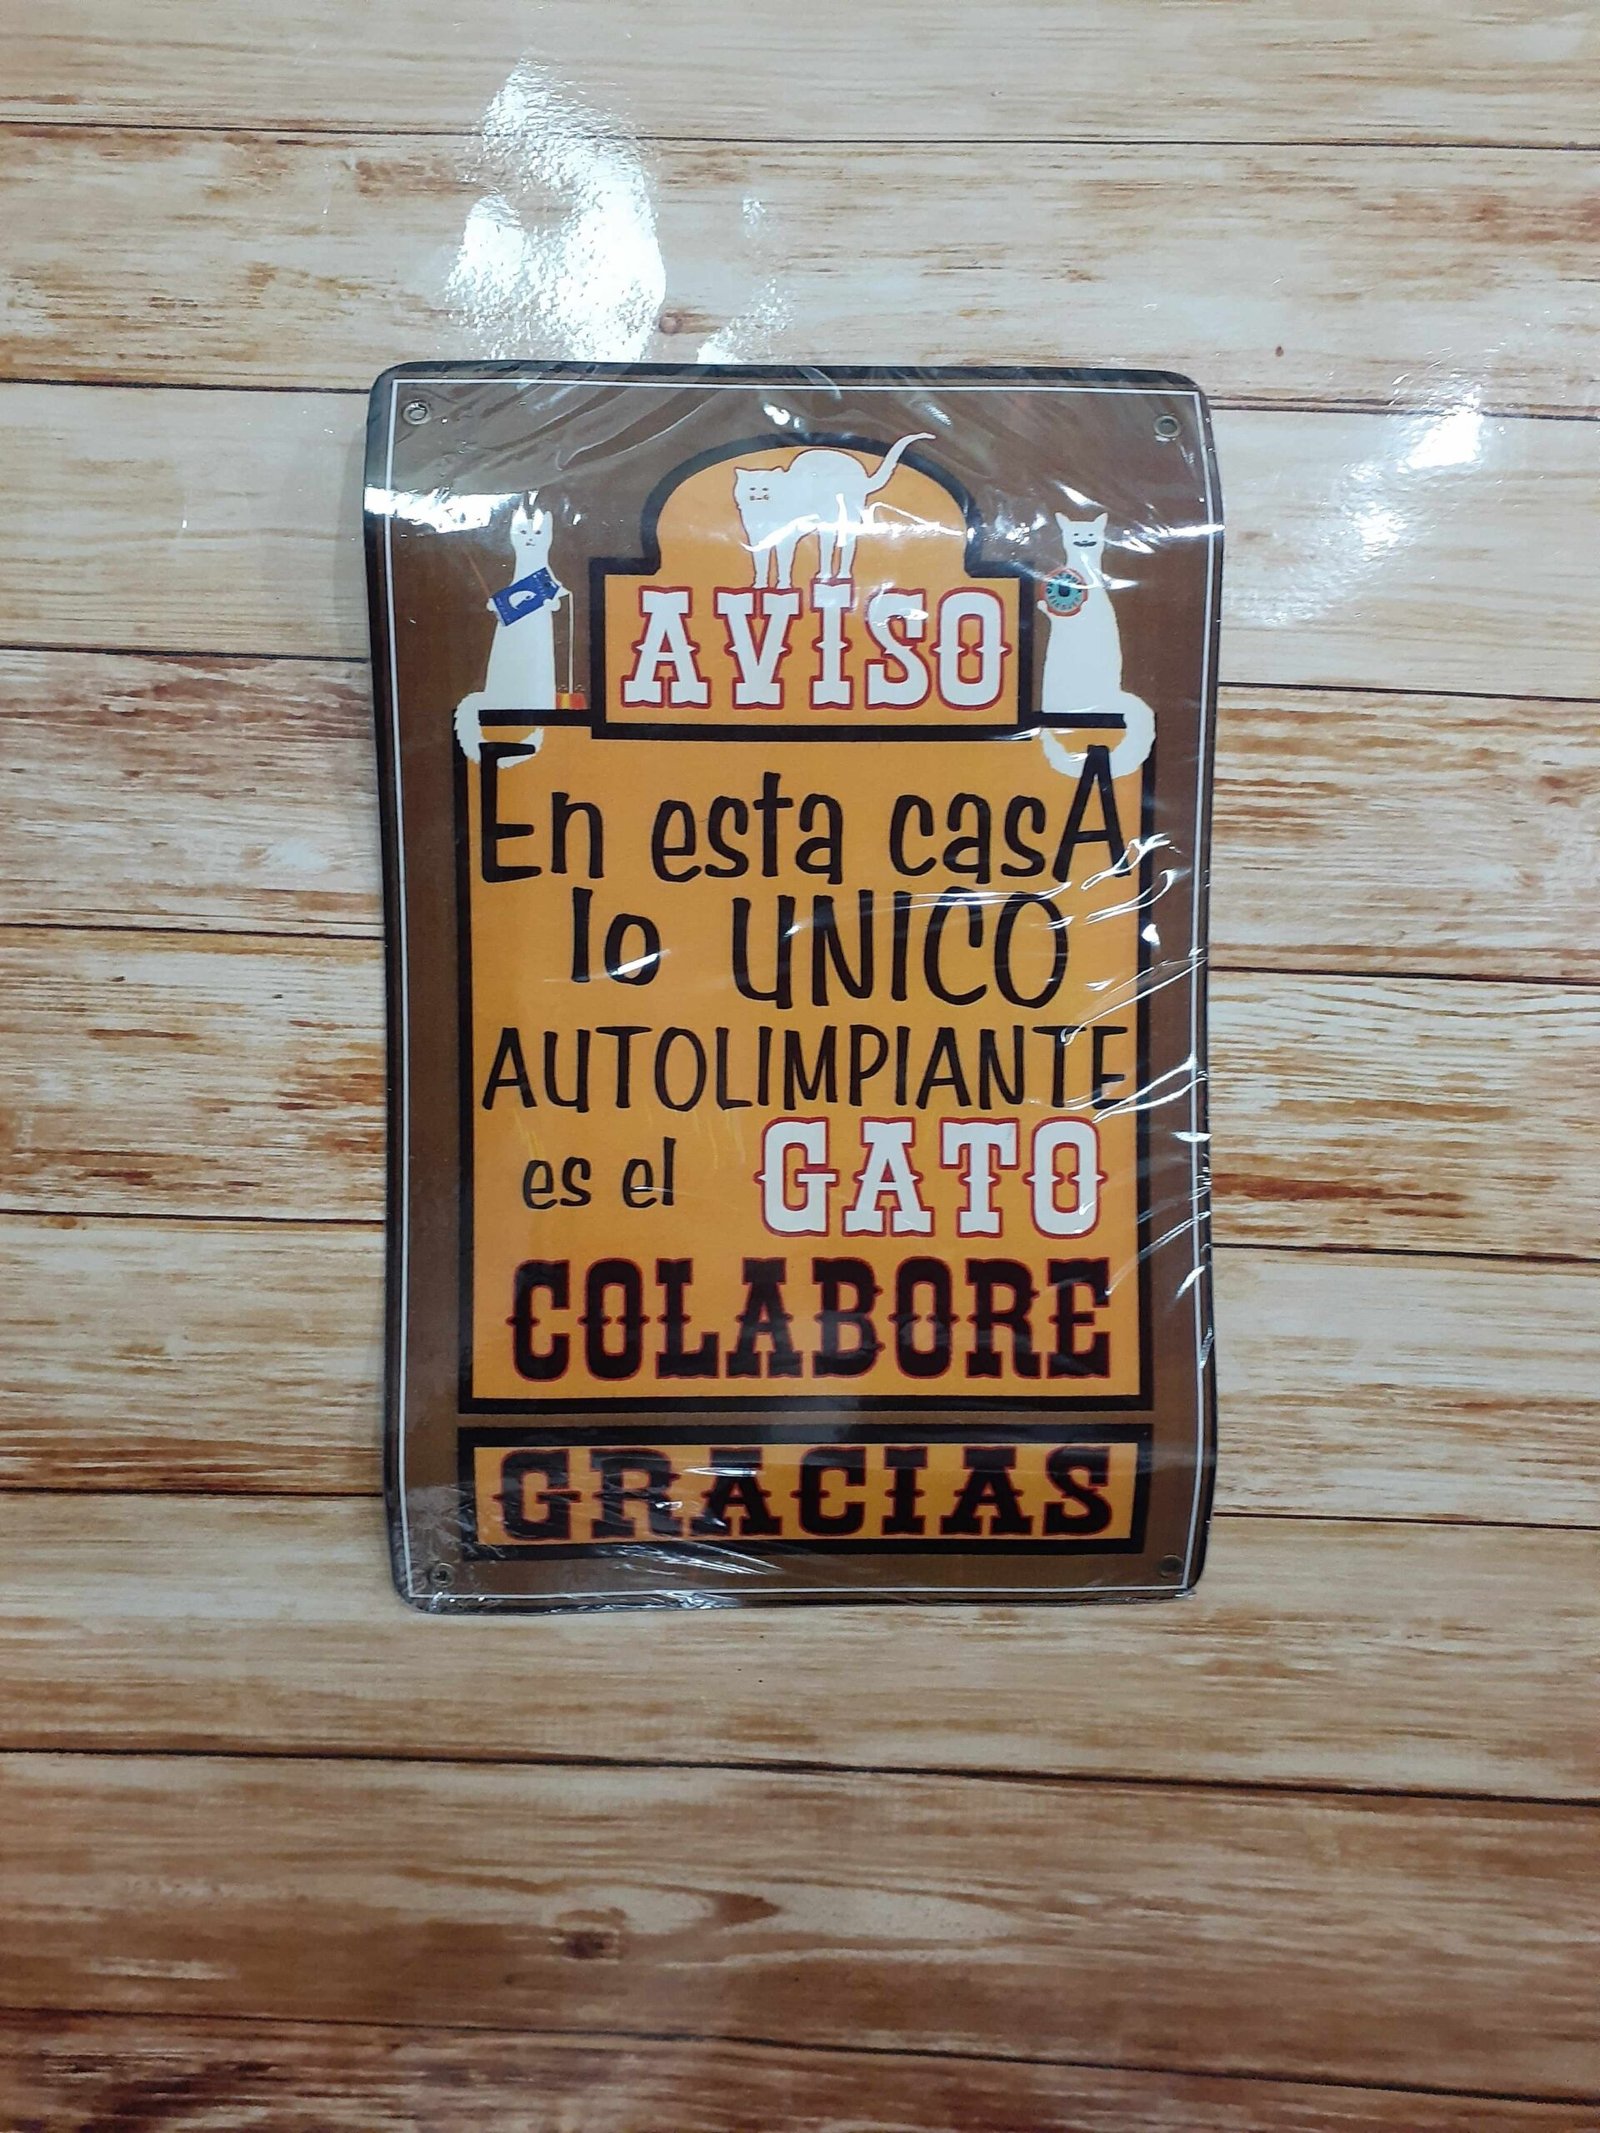 AVISO
En esta casA
lo UNICO
AUTOLIMPIANTE
es el GATO
COLABORE
GRACIAS